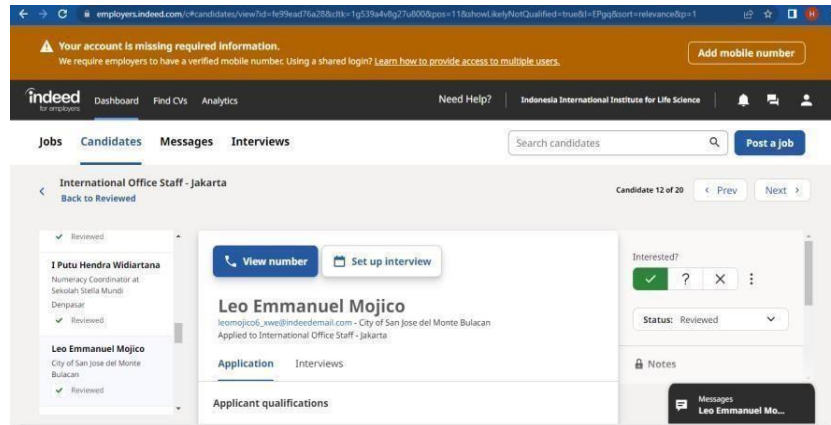 employers.indeed.com/c#candidates/view?id=fe99ead76a28&ctk=1g539a4v8g27u800&pos=11&showLikelyNotQualified=true&l=EPgq&sort=relevance&p=1
H
Your account is missing required information.
We require employers to have a verified mobile number. Using a shared login? Learn how to provide access to multiple users.
Add mobile number
indeed
for employers
Dashboard Find CVs Analytics
Need Help?
Indonesia International Institute for Life Science
Jobs Candidates Messages Interviews
Search candidates
Post a job
International Office Staff - Jakarta
Back to Reviewed
Candidate 12 of 20
Prev
Next
Reviewed
I Putu Hendra Widiartana
Numeracy Coordinator at
Sekolah Stella Mundi
Denpasar
Reviewed
Leo Emmanuel Mojico
City of San Jose del Monte
Bulacan
Reviewed
View number
Set up interview
Leo Emmanuel Mojico
leomojico6_xwe@indeedemail.com - City of San Jose del Monte Bulacan
Applied to International Office Staff - Jakarta
Application Interviews
Applicant qualifications
Interested?
?
Status: Reviewed
Notes
Messages
Leo Emmanuel Mo...